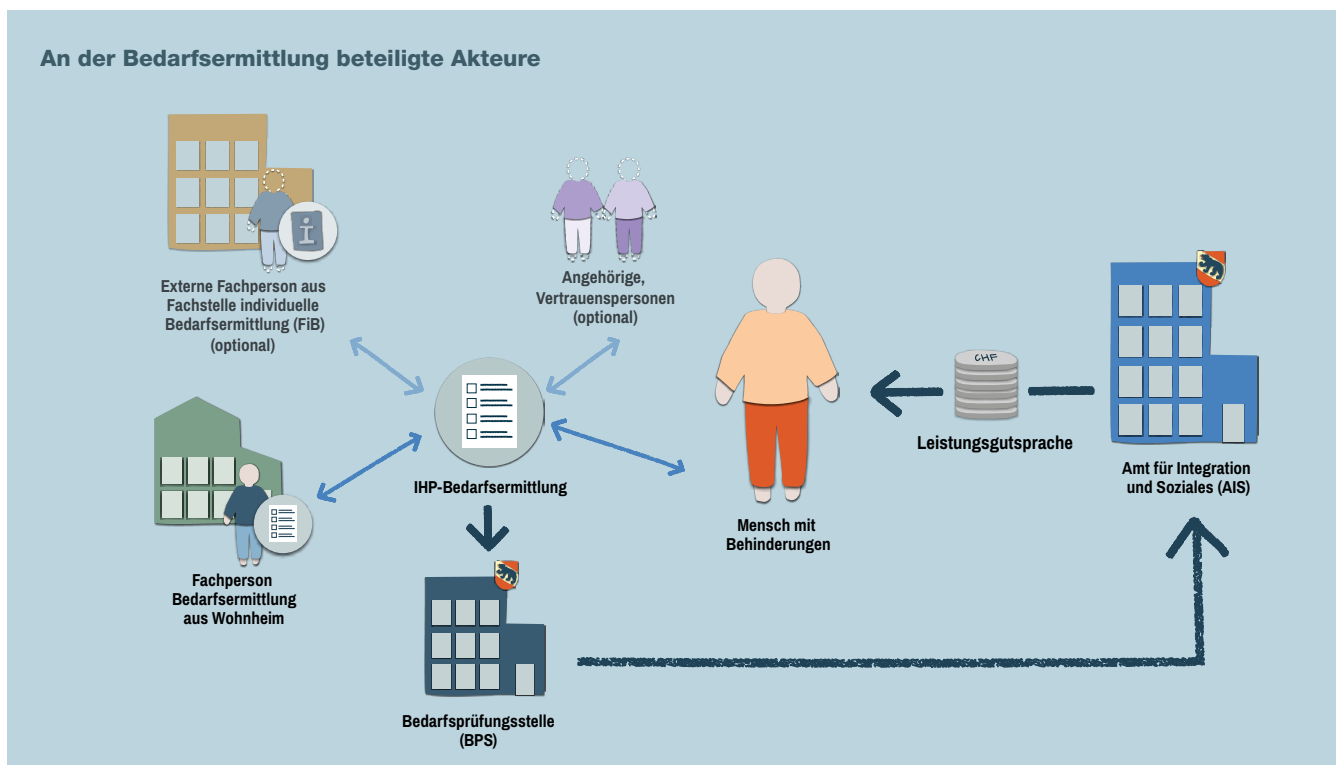 An der Bedarfsermittlung beteiligte Akteure
Externe Fachperson aus
Fachstelle individuelle
Bedarfsermittlung (FiB)
(optional)
Angehörige,
Vertrauenspersonen
(optional)
CHF
Leistungsgutsprache
Amt für Integration
und Soziales (AIS)
IHP-Bedarfsermittlung
Mensch mit
Behinderungen
Fachperson
Bedarfsermittlung
aus Wohnheim
Bedarfsprüfungsstelle
(BPS)